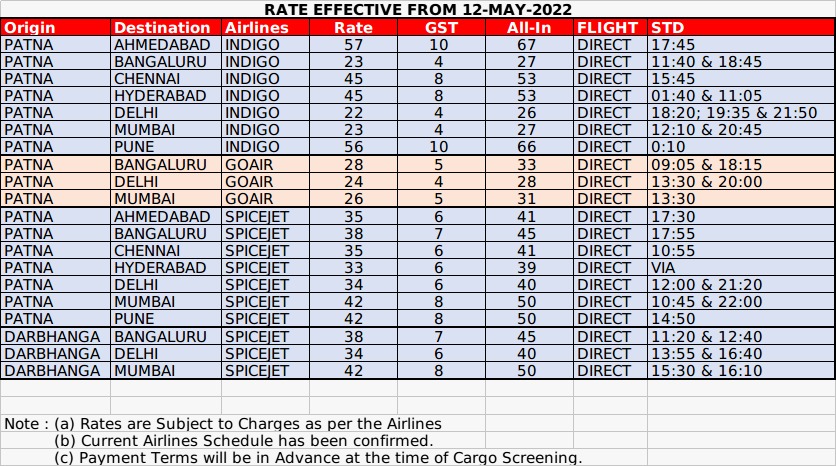 RATE EFFECTIVE FROM 12-MAY-2022
Origin Destination Airlines Rate GST All-In FLIGHT STD
PATNA AHMEDABAD INDIGO 57 10 67 DIRECT 17:45
PATNA BANGALURU INDIGO 23 4 27 DIRECT 11:40 & 18:45
PATNA CHENNAI INDIGO 45 8 53 DIRECT 15:45
PATNA HYDERABAD INDIGO 45 8 53 DIRECT 01:40 & 11:05
PATNA DELHI INDIGO 22 4 26 DIRECT 18:20; 19:35 & 21:50
PATNA MUMBAI INDIGO 23 4 27 DIRECT 12:10 & 20:45
PATNA PUNE INDIGO 56 10 66 DIRECT 0:10
PATNA BANGALURU GOAIR 28 5 33 DIRECT 09:05 & 18:15
PATNA DELHI GOAIR 24 4 28 DIRECT 13:30 & 20:00
PATNA MUMBAI GOAIR 26 5 31 DIRECT 13:30
PATNA AHMEDABAD SPICEJET 35 6 41 DIRECT 17:30
PATNA BANGALURU SPICEJET 38 7 45 DIRECT 17:55
PATNA CHENNAI SPICEJET 35 6 41 DIRECT 10:55
PATNA HYDERABAD SPICEJET 33 6 39 DIRECT VIA
PATNA DELHI SPICEJET 34 6 40 DIRECT 12:00 & 21:20
PATNA MUMBAI SPICEJET 42 8 50 DIRECT 10:45 & 22:00
PATNA PUNE SPICEJET 42 8 50 DIRECT 14:50
DARBHANGA BANGALURU SPICEJET 38 7 45 DIRECT 11:20 & 12:40
DARBHANGA DELHI SPICEJET 34 6 40 DIRECT 13:55 & 16:40
DARBHANGA MUMBAI SPICEJET 42 8 50 DIRECT 15:30 & 16:10
Note : (a) Rates are Subject to Charges as per the Airlines
(b) Current Airlines Schedule has been confirmed.
(c) Payment Terms will be in Advance at the time of Cargo Screening.